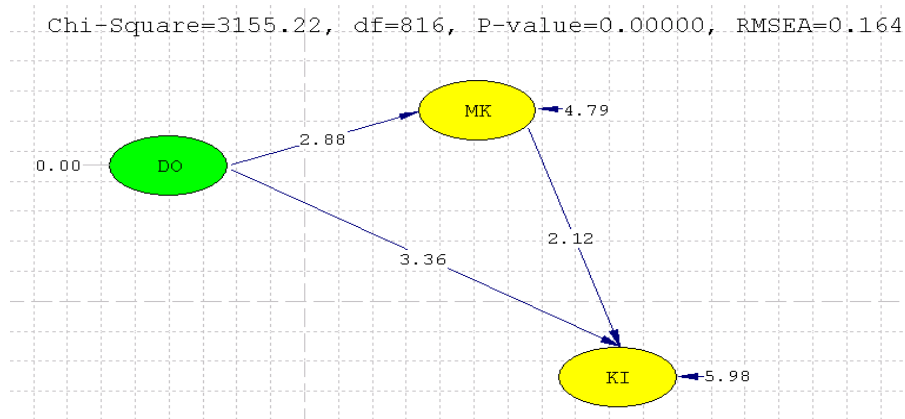 Chi-Square=3155.22, df=816, P-value=0.00000, RMSEA=0.164
MK
4.79
2.88
0.00
DO
2.12
3.36
KI
5.98